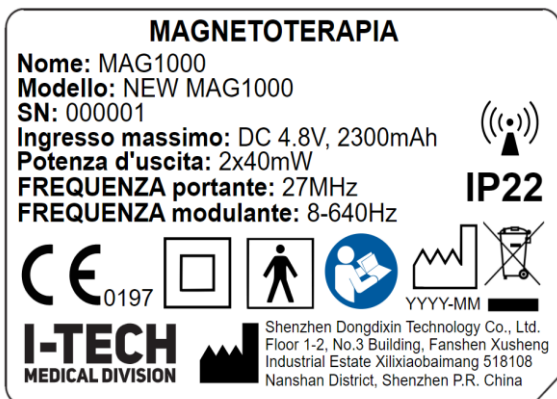 MAGNETOTERAPIA
Nome: MAG1000
Modello: NEW MAG1000
SN: 000001
Ingresso massimo: DC 4.8V, 2300mAh
Potenza d'uscita: 2x40mW
FREQUENZA portante: 27MHz
FREQUENZA modulante: 8-640Hz
IP22
CE0197
YYYY-MM
I-TECH
MEDICAL DIVISION
Shenzhen Dongdixin Technology Co., Ltd.
Floor 1-2, No.3 Building, Fanshen Xusheng
Industrial Estate Xilixiaobaimang 518108
Nanshan District, Shenzhen P.R. China